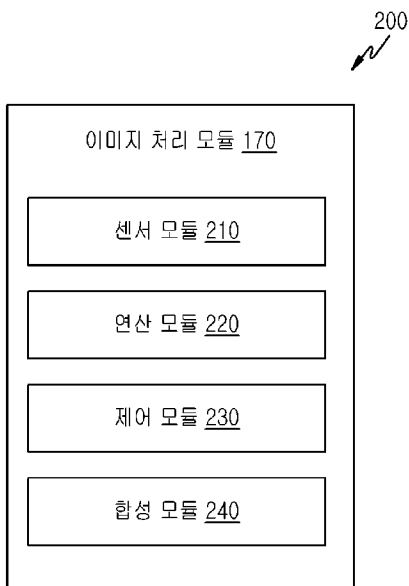 200
이미지 처리 모듈 170
센서 모듈 210
연산 모듈 220
제어 모듈 230
합성 모듈 240